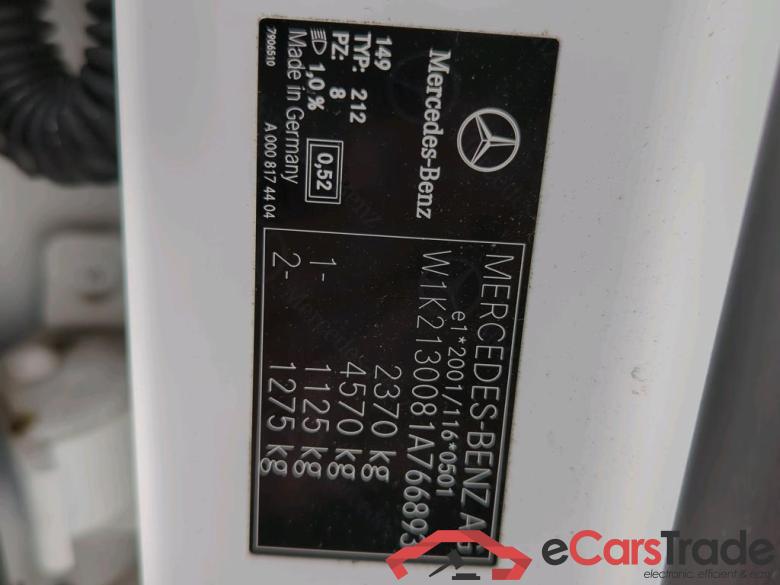 Mercedes-Benz
149
TYP: 212
PZ: 8
1,0 %
0,52
Made in Germany
7906510 A 000 817 44 04
MERCEDES-BENZ AG
e1*2001/116*0501
W1K2130081A766893
2370 kg
4570 kg
1- 1125 kg
2- 1275 kg
eCarsTrade
electronic, efficient & easy